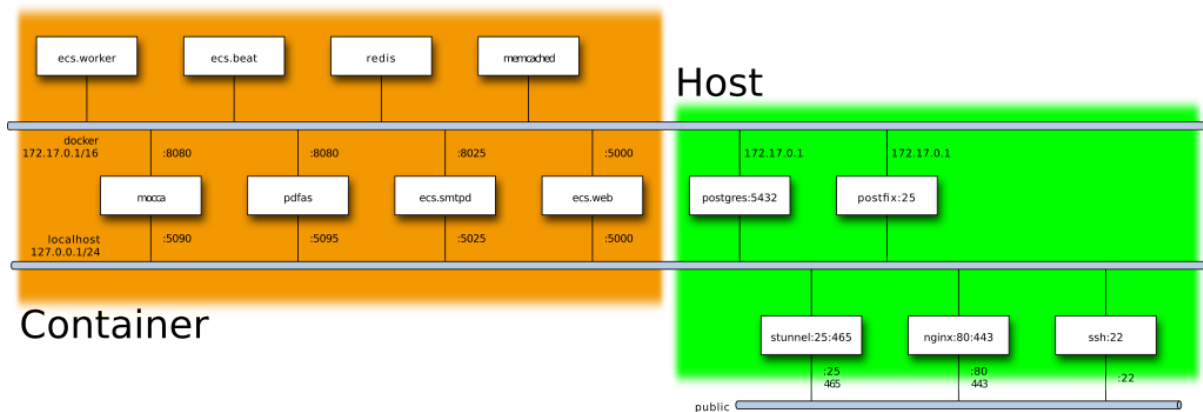 ecs.worker
ecs.beat
redis
memcached
Host
docker
172.17.0.1/16
:8080
:8080
:8025
:5000
172.17.0.1
172.17.0.1
mocca
pdfas
ecs.smtpd
ecs.web
postgres:5432
postfix:25
localhost
127.0.0.1/24
:5090
:5095
:5025
:5000
Container
stunnel:25:465
nginx:80:443
ssh:22
:25
465
:80
443
:22
public